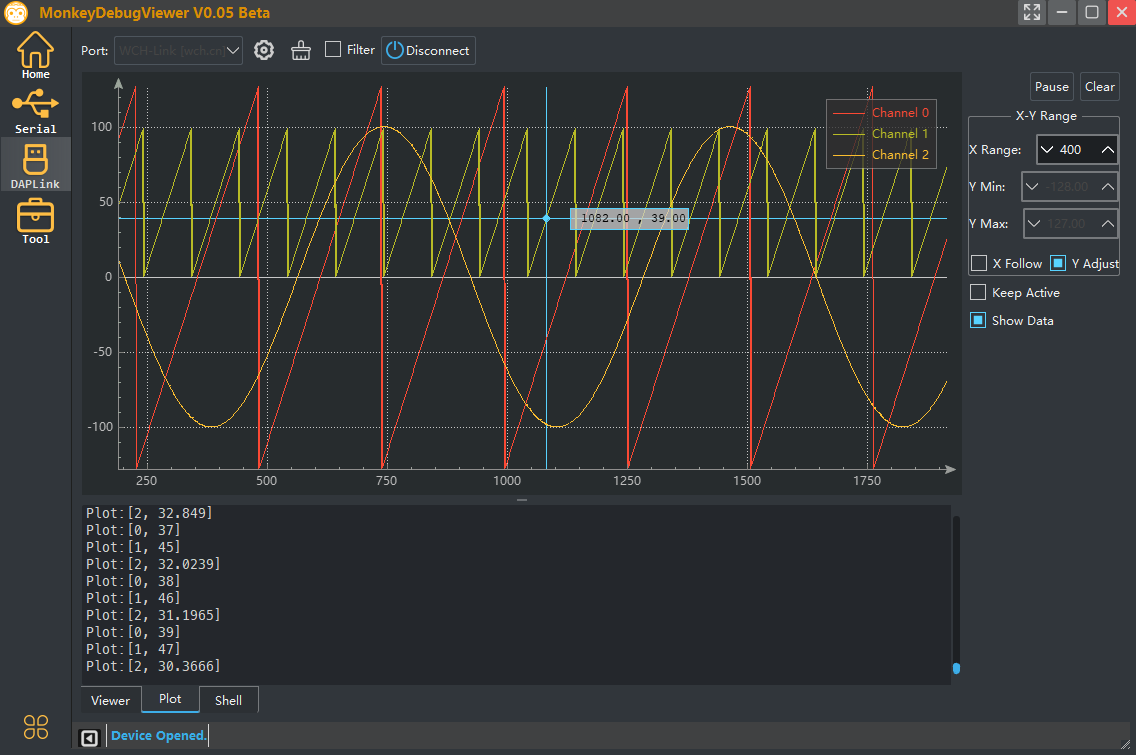 MonkeyDebugViewer V0.05 Beta
Home
Serial
DAPLink
Tool
Port: WCH-Link [wch.cn] Filter Disconnect
100
50
0
-50
-100
250 500 750 1000 1250 1500 1750
Channel 0
Channel 1
Channel 2
1082.00 , 39.00
Pause Clear
X-Y Range
X Range: 400
Y Min: -128.00
Y Max: 127.00
X Follow Y Adjust
Keep Active
Show Data
Plot:[2, 32.849]
Plot:[0, 37]
Plot:[1, 45]
Plot:[2, 32.0239]
Plot:[0, 38]
Plot:[1, 46]
Plot:[2, 31.1965]
Plot:[0, 39]
Plot:[1, 47]
Plot:[2, 30.3666]
Viewer Plot Shell
Device Opened.